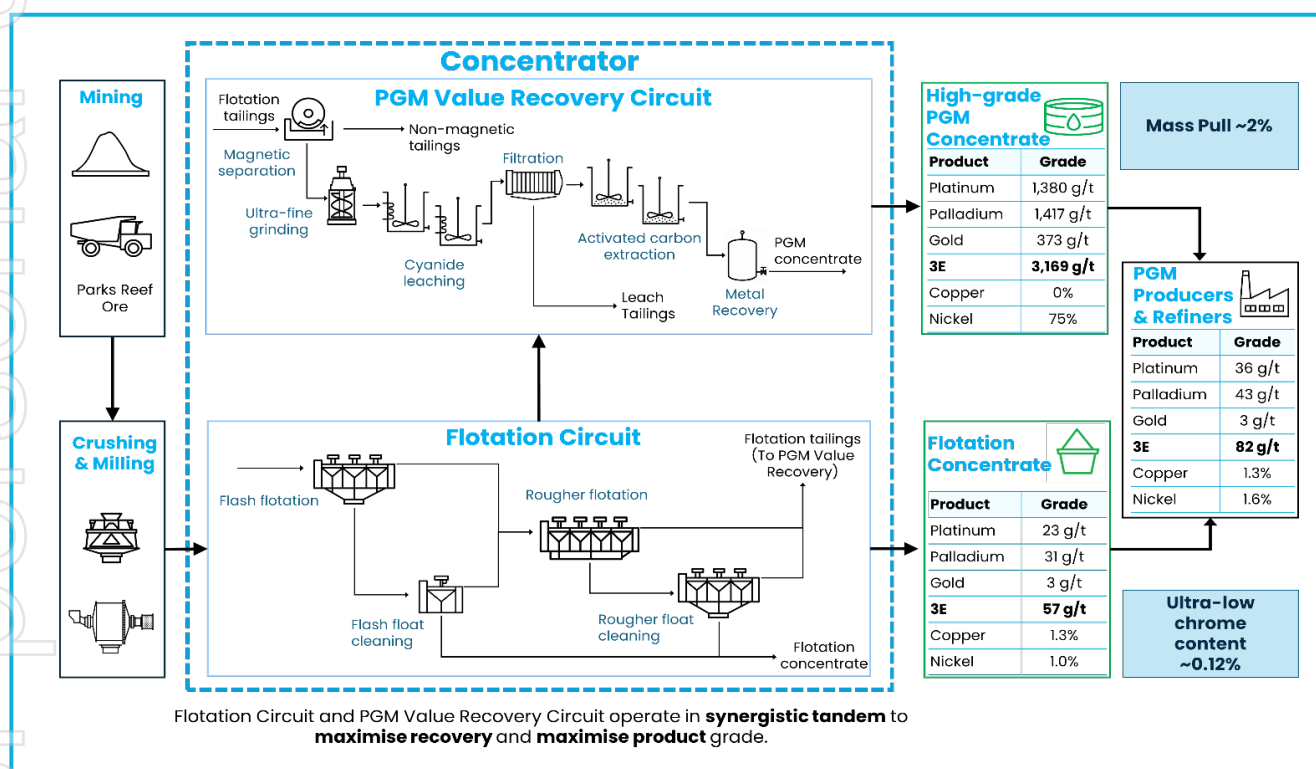 Concentrator
Mining
Parks Reef
Ore
Crushing
& Milling
PGM Value Recovery Circuit
Flotation
tailings
Non-magnetic
tailings
Magnetic
separation
Ultra-fine
grinding
Cyanide
leaching
Filtration
Leach
Tailings
Activated carbon
extraction
Metal
Recovery
PGM
concentrate
Flotation Circuit
Flash flotation
Flash float
cleaning
Rougher flotation
Rougher float
cleaning
Flotation tailings
(To PGM Value
Recovery)
Flotation
concentrate
High-grade
PGM
Concentrate
Product Grade
Platinum 1,380 g/t
Palladium 1,417 g/t
Gold 373 g/t
3E 3,169 g/t
Copper 0%
Nickel 75%
Flotation
Concentrate
Product Grade
Platinum 23 g/t
Palladium 31 g/t
Gold 3 g/t
3E 57 g/t
Copper 1.3%
Nickel 1.0%
Mass Pull ~2%
PGM
Producers
& Refiners
Product Grade
Platinum 36 g/t
Palladium 43 g/t
Gold 3 g/t
3E 82 g/t
Copper 1.3%
Nickel 1.6%
Ultra-low
chrome
content
~0.12%
Flotation Circuit and PGM Value Recovery Circuit operate in synergistic tandem to
maximise recovery and maximise product grade.